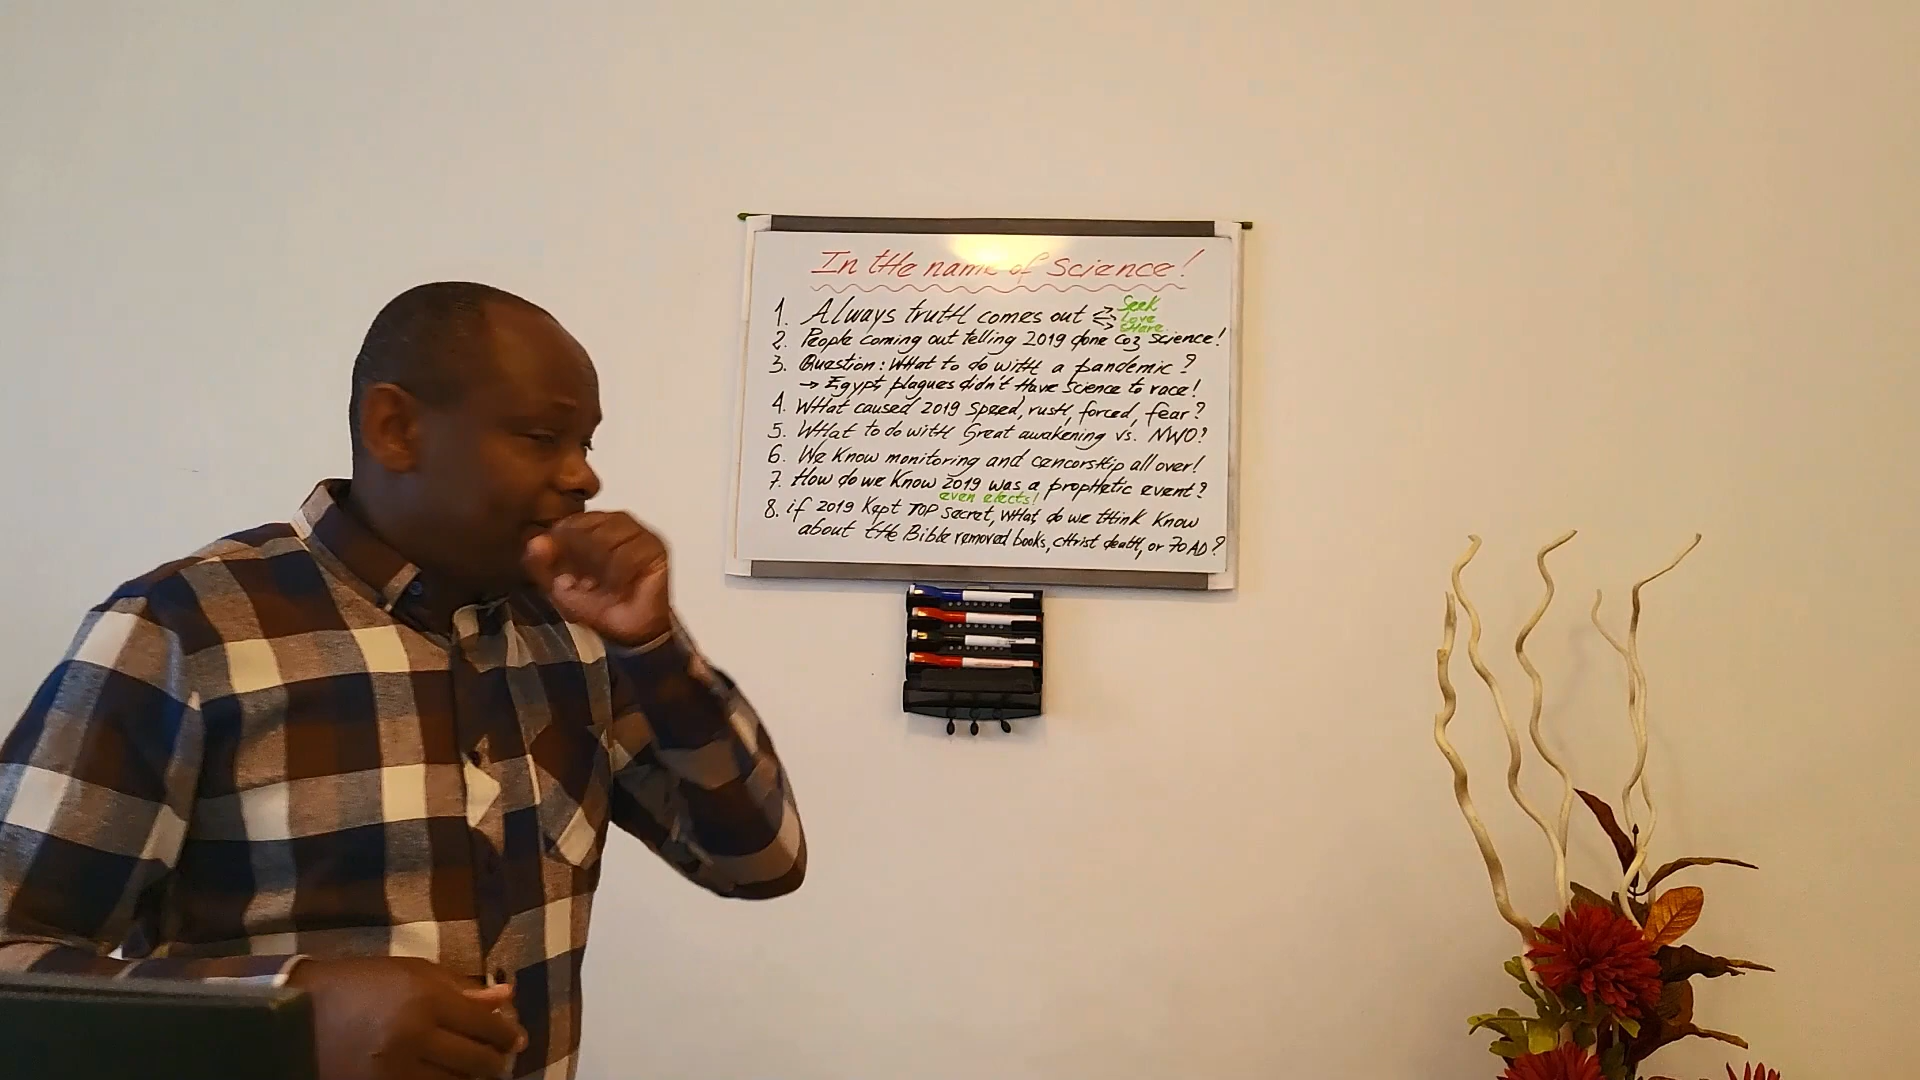 In the name of Science!
1. Always truth comes out
Seek
Love
Share
2. People coming out telling 2019 done coz science!
3. Question: What to do with a pandemic?
→ Egypt plagues didn't have Science to race!
4. What caused 2019 Speed, rush, forced, fear?
5. What to do with Great awakening vs. NWO?
6. We know monitoring and cencorship all over!
7. How do we know 2019 was a prophetic event?
even elects!
8. if 2019 kept TOP secret, what do we think know
about the Bible removed books, christ death, or 70 AD?